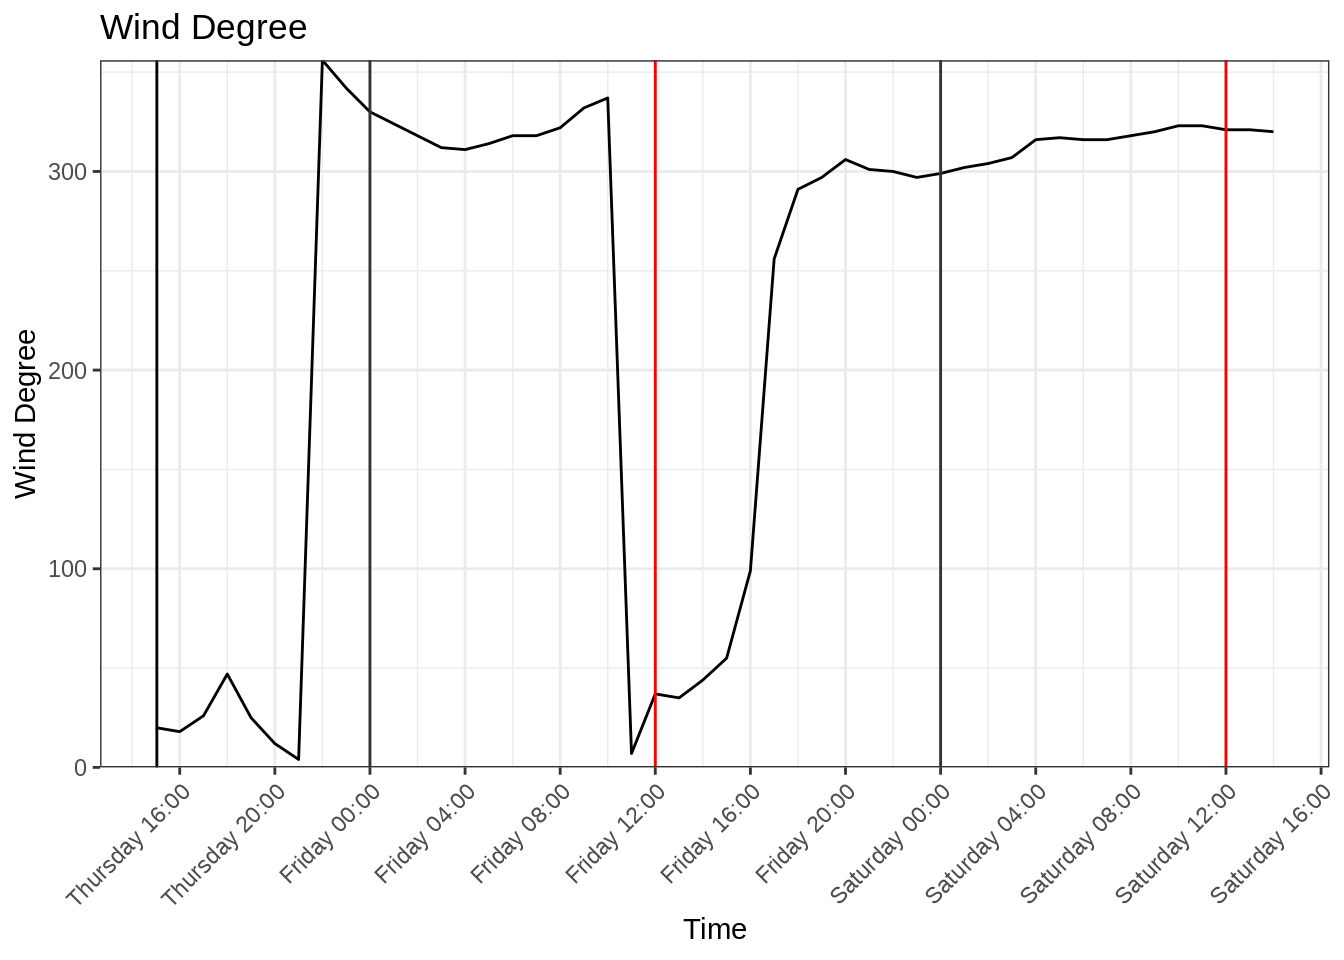 Wind Degree
Wind Degree
300
200
100
0
Thursday 16:00
Thursday 20:00
Friday 00:00
Friday 04:00
Friday 08:00
Friday 12:00
Friday 16:00
Friday 20:00
Saturday 00:00
Saturday 04:00
Saturday 08:00
Saturday 12:00
Saturday 16:00
Time